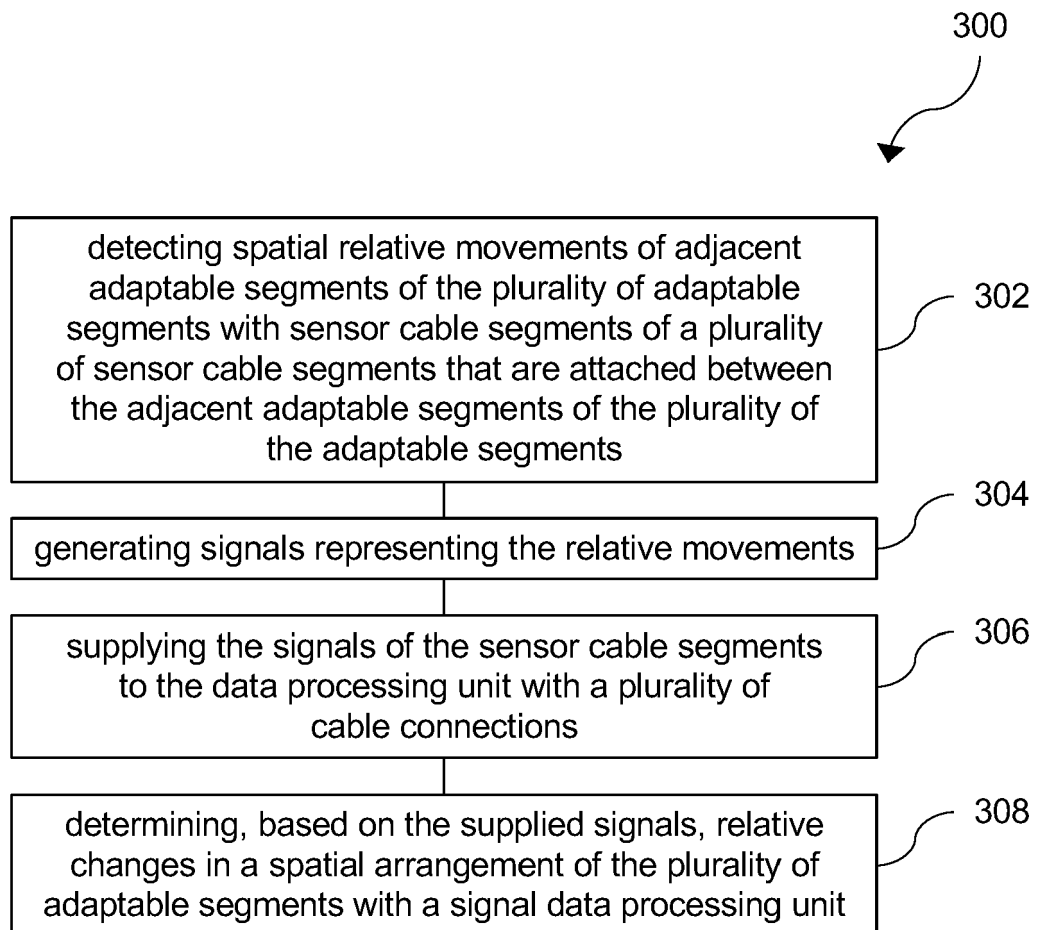 300
detecting spatial relative movements of adjacent
adaptable segments of the plurality of adaptable
segments with sensor cable segments of a plurality
of sensor cable segments that are attached between
the adjacent adaptable segments of the plurality of
the adaptable segments
302
generating signals representing the relative movements
304
supplying the signals of the sensor cable segments
to the data processing unit with a plurality of
cable connections
306
determining, based on the supplied signals, relative
changes in a spatial arrangement of the plurality of
adaptable segments with a signal data processing unit
308